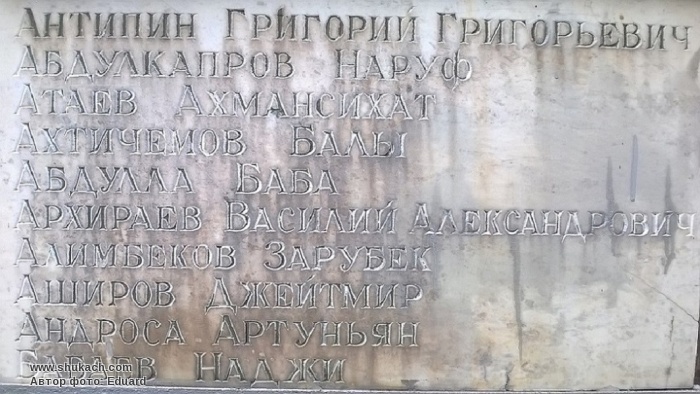 Антипин Григорий Григорьевич
Абдулкапров Наруф
Атаев Ахмансихат
Ахтичемов Балы
Абдулла Баба
Архираев Василий Александрович
Алимбеков Зарубек
Аширов Джейтмир
Андроса Артуньян
Бабаев Наджи
www.shukach.com
Автор фото: Eduard